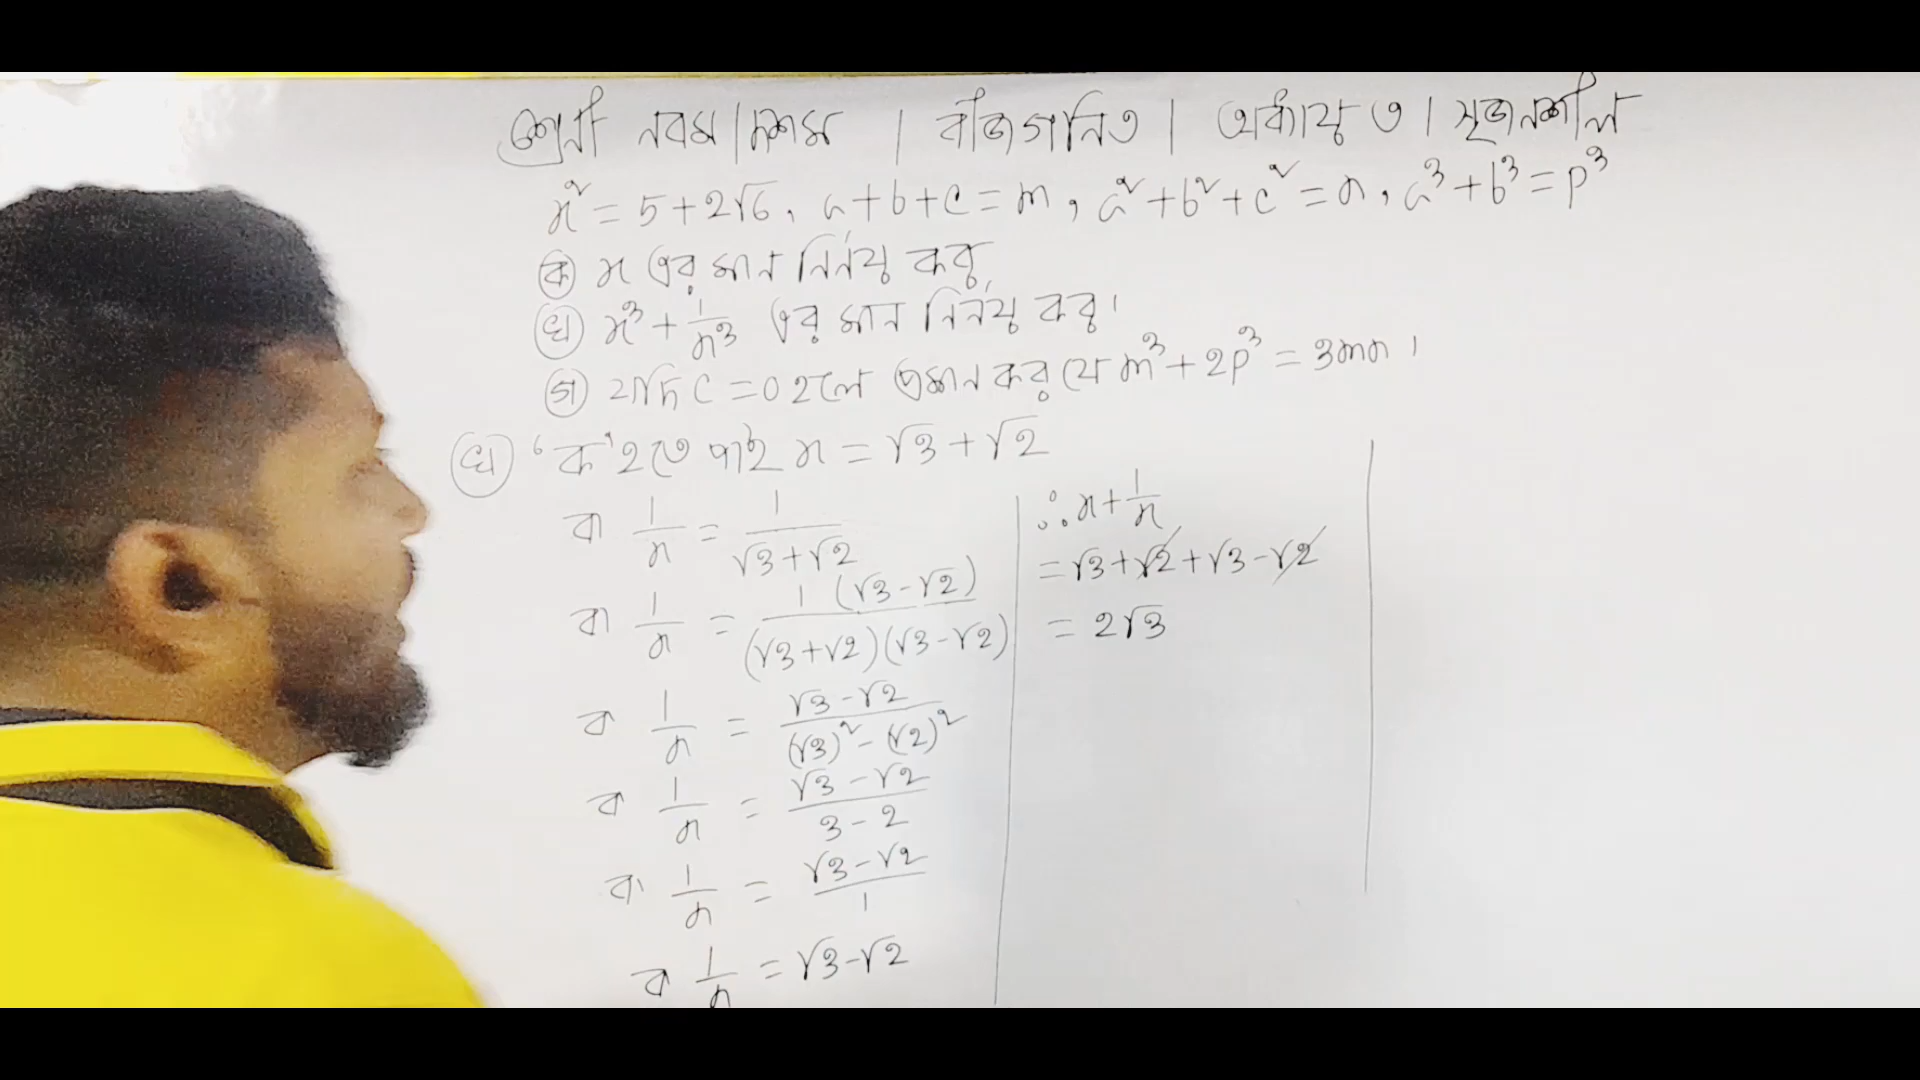 শ্রেণী নবম/দশম | বীজগনিত | অধ্যায় ৩ | সৃজনশীল
x² = 5+2√6, a+b+c = m, a²+b²+c² = n, a³+b³ = p³
(ক) x এর মান নির্ণয় কর,
(খ) x³ + 1/x³ এর মান নির্ণয় কর।
(গ) যদি c = 0 হলে প্রমান কর যে m³ + 2p³ = 3mn।
(খ) 'ক' হতে পাই x = √3 + √2
বা 1/x = 1/(√3+√2)
বা 1/x = 1(√3-√2)/(√3+√2)(√3-√2)
বা 1/x = (√3-√2)/((√3)² - (√2)²)
বা 1/x = (√3-√2)/(3-2)
বা 1/x = (√3-√2)/1
বা 1/x = √3-√2
∴ x + 1/x
= √3+√2+√3-√2
= 2√3